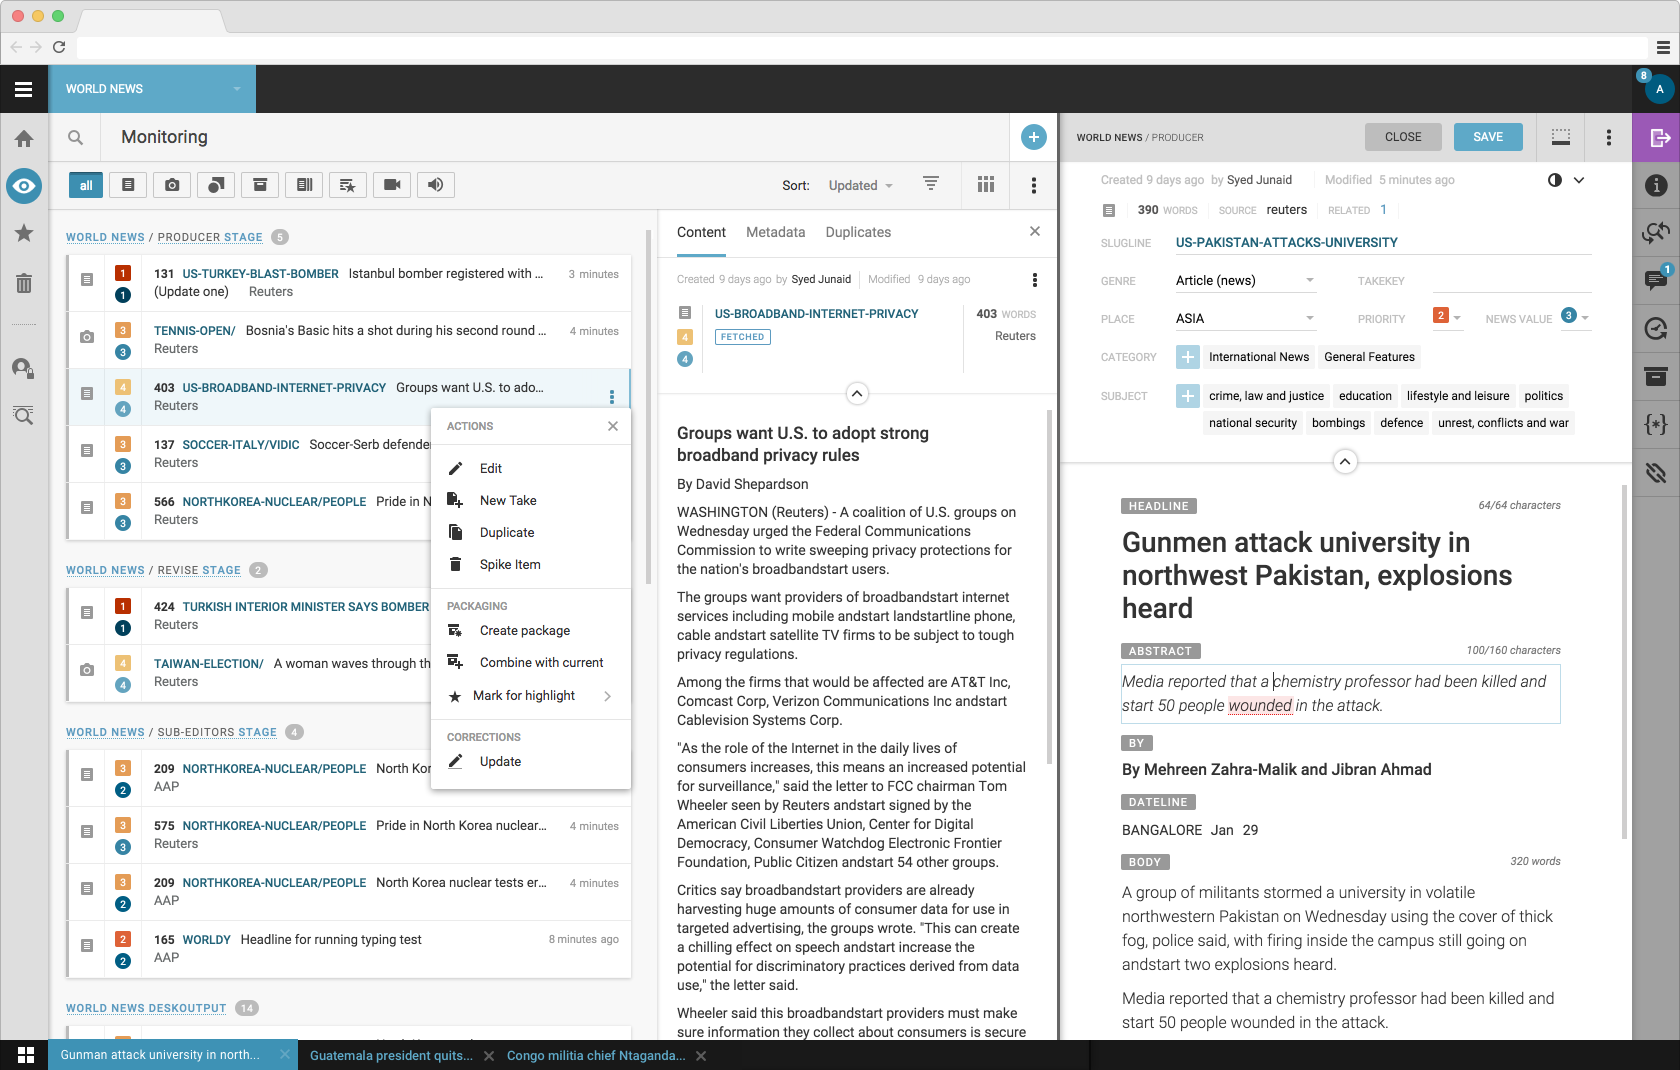 WORLD NEWS
8
A
Monitoring
all
Sort: Updated
WORLD NEWS / PRODUCER STAGE 5
1
131 US-TURKEY-BLAST-BOMBER Istanbul bomber registered with ... 3 minutes
1
(Update one) Reuters
3
TENNIS-OPEN/ Bosnia's Basic hits a shot during his second round ... 4 minutes
3
Reuters
4
403 US-BROADBAND-INTERNET-PRIVACY Groups want U.S. to ado...
4
Reuters
3
137 SOCCER-ITALY/VIDIC Soccer-Serb defende
3
Reuters
3
566 NORTHKOREA-NUCLEAR/PEOPLE Pride in N
3
Reuters
WORLD NEWS / REVISE STAGE 2
1
424 TURKISH INTERIOR MINISTER SAYS BOMBER
1
Reuters
4
TAIWAN-ELECTION/ A woman waves through th
4
Reuters
WORLD NEWS / SUB-EDITORS STAGE 4
3
209 NORTHKOREA-NUCLEAR/PEOPLE North Kor
2
AAP
3
575 NORTHKOREA-NUCLEAR/PEOPLE Pride in North Korea nuclear... 4 minutes
3
Reuters
3
209 NORTHKOREA-NUCLEAR/PEOPLE North Korea nuclear tests er... 4 minutes
2
AAP
2
165 WORLDY Headline for running typing test 8 minutes ago
2
AAP
WORLD NEWS DESKOUTPUT 14
ACTIONS
Edit
New Take
Duplicate
Spike Item
PACKAGING
Create package
Combine with current
Mark for highlight
CORRECTIONS
Update
Content Metadata Duplicates
Created 9 days ago by Syed Junaid Modified 9 days ago
US-BROADBAND-INTERNET-PRIVACY 403 WORDS
4
FETCHED Reuters
4
Groups want U.S. to adopt strong
broadband privacy rules
By David Shepardson
WASHINGTON (Reuters) - A coalition of U.S. groups on
Wednesday urged the Federal Communications
Commission to write sweeping privacy protections for
the nation's broadbandstart users.
The groups want providers of broadbandstart internet
services including mobile andstart landstartline phone,
cable andstart satellite TV firms to be subject to tough
privacy regulations.
Among the firms that would be affected are AT&T Inc,
Comcast Corp, Verizon Communications Inc andstart
Cablevision Systems Corp.
"As the role of the Internet in the daily lives of
consumers increases, this means an increased potential
for surveillance," said the letter to FCC chairman Tom
Wheeler seen by Reuters andstart signed by the
American Civil Liberties Union, Center for Digital
Democracy, Consumer Watchdog Electronic Frontier
Foundation, Public Citizen andstart 54 other groups.
Critics say broadbandstart providers are already
harvesting huge amounts of consumer data for use in
targeted advertising, the groups wrote. "This can create
a chilling effect on speech andstart increase the
potential for discriminatory practices derived from data
use," the letter said.
Wheeler said this broadbandstart providers must make
sure information they collect about consumers is secure
WORLD NEWS / PRODUCER CLOSE SAVE
Created 9 days ago by Syed Junaid Modified 5 minutes ago
390 WORDS SOURCE reuters RELATED 1
SLUGLINE US-PAKISTAN-ATTACKS-UNIVERSITY
GENRE Article (news) TAKEKEY
PLACE ASIA PRIORITY 2 NEWS VALUE 3
CATEGORY International News General Features
SUBJECT crime, law and justice education lifestyle and leisure politics
national security bombings defence unrest, conflicts and war
1
HEADLINE 64/64 characters
Gunmen attack university in
northwest Pakistan, explosions
heard
ABSTRACT 100/160 characters
Media reported that a chemistry professor had been killed and
start 50 people wounded in the attack.
BY
By Mehreen Zahra-Malik and Jibran Ahmad
DATELINE
BANGALORE Jan 29
BODY 320 words
A group of militants stormed a university in volatile
northwestern Pakistan on Wednesday using the cover of thick
fog, police said, with firing inside the campus still going on
andstart two explosions heard.
Media reported that a chemistry professor had been killed and
start 50 people wounded in the attack.
Gunman attack university in north... Guatemala president quits... Congo militia chief Ntaganda...